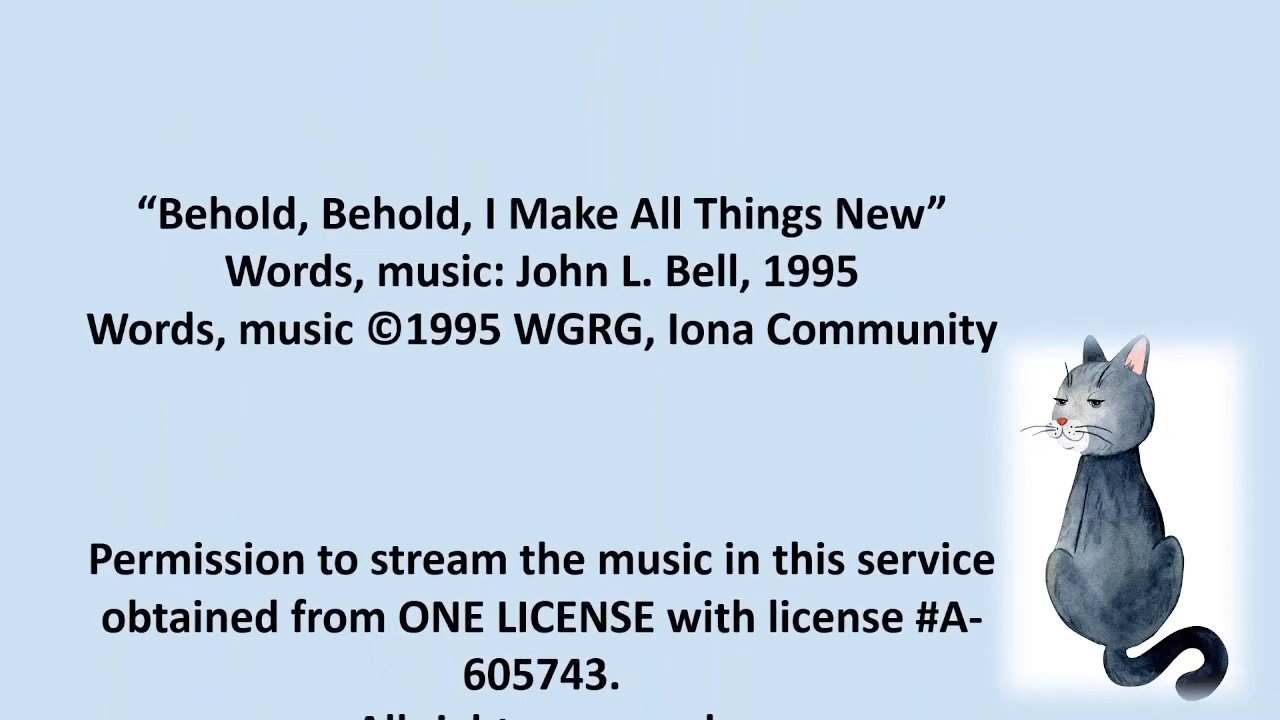 “Behold, Behold, I Make All Things New”
Words, music: John L. Bell, 1995
Words, music ©1995 WGRG, Iona Community
Permission to stream the music in this service
obtained from ONE LICENSE with license #A-
605743.